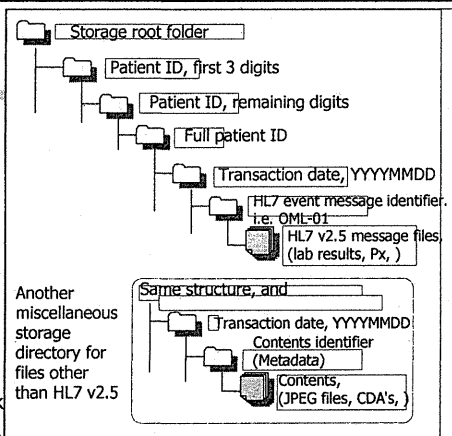 Storage root folder
Patient ID, first 3 digits
Patient ID, remaining digits
Full patient ID
Transaction date, YYYYMMDD
HL7 event message identifier.
i.e. OML-01
HL7 v2.5 message files,
(lab results, Px, )
Another
miscellaneous
storage
directory for
files other
than HL7 v2.5
Same structure, and
Transaction date, YYYYMMDD
Contents identifier
(Metadata)
Contents,
(JPEG files, CDA's, )